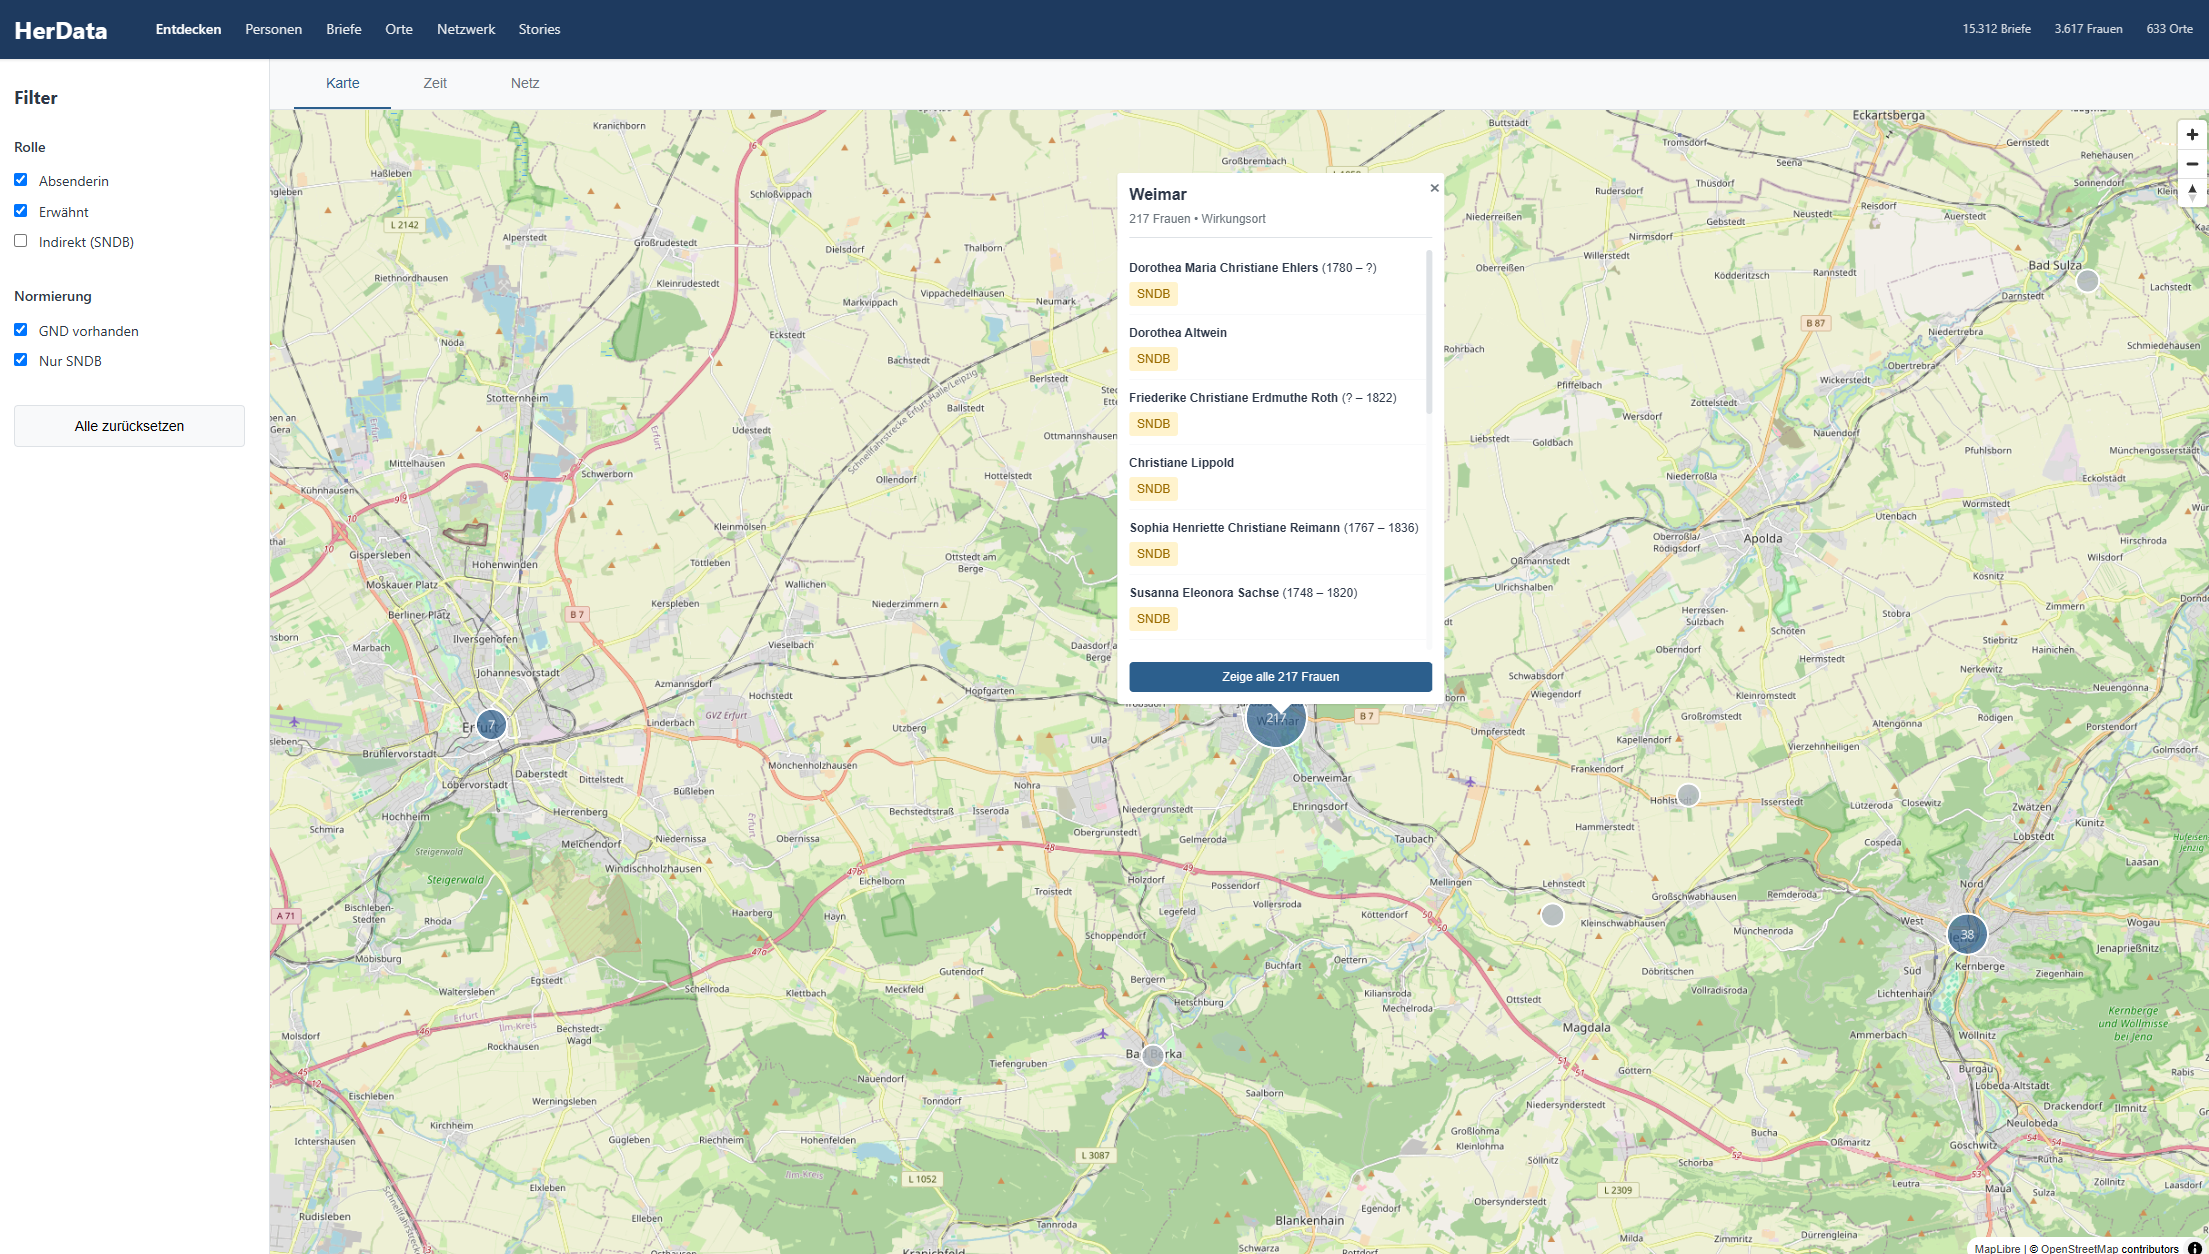 HerData
Entdecken
Personen
Briefe
Orte
Netzwerk
Stories
15.312 Briefe
3.617 Frauen
633 Orte
Filter
Rolle
Absenderin
Erwähnt
Indirekt (SNDB)
Normierung
GND vorhanden
Nur SNDB
Alle zurücksetzen
Karte
Zeit
Netz
Weimar
×
217 Frauen • Wirkungsort
Dorothea Maria Christiane Ehlers (1780 – ?)
SNDB
Dorothea Altwein
SNDB
Friederike Christiane Erdmuthe Roth (? – 1822)
SNDB
Christiane Lippold
SNDB
Sophia Henriette Christiane Reimann (1767 – 1836)
SNDB
Susanna Eleonora Sachse (1748 – 1820)
SNDB
Zeige alle 217 Frauen
Kranichborn
Haßleben
L 2142
Alperstedt
Großrudestedt
Schloßvippach
Riethnordhausen
Kleinrudestedt
Dielsdorf
Thalborn
Großbrembach
Buttstädt
Eckartsberga
Tromsdorf
Seena
Gernstedt
Rehehausen
Sonnendorf
Rudersdorf
Thüsdorf
Gebstedt
Neustedt
Reisdorf
Auerstedt
Niederreißen
Nirmsdorf
Willerstedt
Oberreißen
Ködderitzsch
Rannstedt
Bad Sulza
Darnstedt
Lachstedt
Markvippach
Vippachedelhausen
Neumark
Nöda
Eckstedt
Bachstedt
Berlstedt
Stotternheim
Ballstedt
Udestedt
Ottmannshausen
Mittelhausen
Schwerborn
Ollendorf
Hottelstedt
Kühnhausen
Kleinmölsen
Gispersleben
Hohenwinden
Töttleben
Wallichen
Ottstedt am
Berge
Moskauer Platz
Berliner Platz
Kerspleben
Niederzimmern
B 7
Ilversgehofen
Marbach
Vieselbach
Johannesvorstadt
Azmannsdorf
Hochstedt
Hopfgarten
Linderbach
GVZ Erfurt
Utzberg
Ulla
7
Brühlervorstadt
Daberstedt
Dittelstedt
Mönchenholzhausen
Löbervorstadt
Büßleben
Nohra
Herrenberg
Bechstedtstraß
Isseroda
Hochheim
Schmira
Niedernissa
Obernissa
Melchendorf
Steigerwald
Steigerwald
Windischholzhausen
Eichelborn
Troistedt
A 71
Bischleben-
Stedten
Rhoda
Haarberg
Hayn
Möbisburg
Egstedt
Waltersleben
Schellroda
Klettbach
Gutendorf
Meckfeld
Schoppendorf
Bergern
Hetschburg
Molsdorf
Bechstedt-
Wagd
Rockhausen
Tiefengruben
Nauendorf
Tonndorf
Eischleben
Werningsleben
Kirchheim
Ichtershausen
Gügleben
Riechheim
Hohenfelden
L 3087
L 1052
Elxleben
Rudisleben
Elleben
Tannroda
Kranichfeld
Blankenhain
Schwarza
Saalborn
217
B 7
Oberweimar
Ehringsdorf
Niedergrunstedt
Obergrunstedt
Gelmeroda
Taubach
Holzdorf
Possendorf
Vollersroda
Mellingen
Legefeld
Köttendorf
Buchfart
Oettern
Kiliansroda
Mechelroda
Lehnstedt
Großschwabhausen
Kleinschwabhausen
Münchenroda
Döbritschen
Vollradisroda
Ottstedt
Magdala
Göttern
Niedersynderstedt
Großlohma
Kleinlohma
Söllnitz
Obersynderstedt
Egendorf
L 2309
Milda
Zimmritz
Dürrengleina
Bucha
Oßmaritz
Schorba
Leutra
Maua
Sulza
Rohrbach
B 87
Niedertrebra
Schmiedehausen
Obertrebra
Wickerstedt
Pfiffelbach
Zottelstedt
Wersdorf
Nauendorf
Goldbach
Liebstedt
Pfuhlsborn
Münchengosserstädt
Eckolstädt
Niederroßla
Wormstedt
Utenbach
Oberroßla/
Rödigsdorf
Apolda
Hirschroda
Wilsdorf
Oßmannstedt
Ulrichshalben
Kösnitz
Herressen-
Sulzbach
Stobra
Zimmern
Schöten
Stiebritz
Hainichen
Oberndorf
Hermstedt
Nerkewitz
Schwabsdorf
Wiegendorf
Kleinromstedt
Neuengönna
Großromstedt
Altengönna
Rödigen
Umpferstedt
Kapellendorf
Vierzehnheiligen
Porstendorf
Golmsdorf
Frankendorf
Isserstedt
Lützeroda
Closewitz
Zwätzen
Kunitz
Hammerstedt
Cospeda
Löbstedt
Laasan
Remderoda
Nord
West
Wogau
38
Jenaprießnitz
Kernberge
Ziegenhain
Süd
Lichtenhain
Kernberge
und Wollmisse
bei Jena
Ammerbach
Wöllnitz
Burgau
Rabis
Lobeda-Altstadt
Drackendorf
Ilmnitz
Neulobeda
Göschwitz
Rutha
Zöllnitz
Laasdorf
MapLibre | © OpenStreetMap contributors